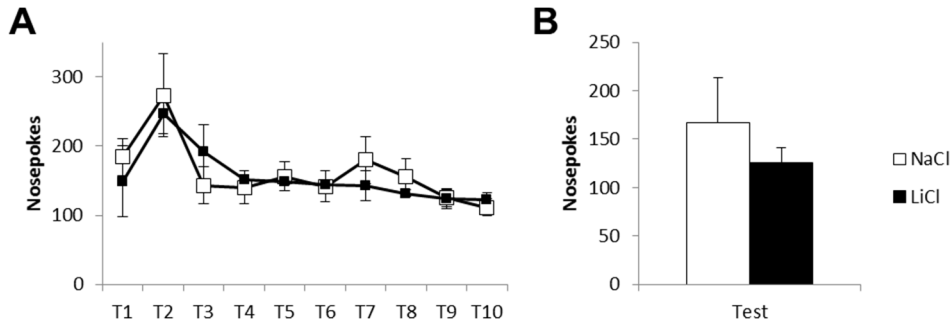 A
Nosepokes
300
200
100
0
T1 T2 T3 T4 T5 T6 T7 T8 T9 T10
B
Nosepokes
250
200
150
100
50
0
Test
NaCl
LiCl